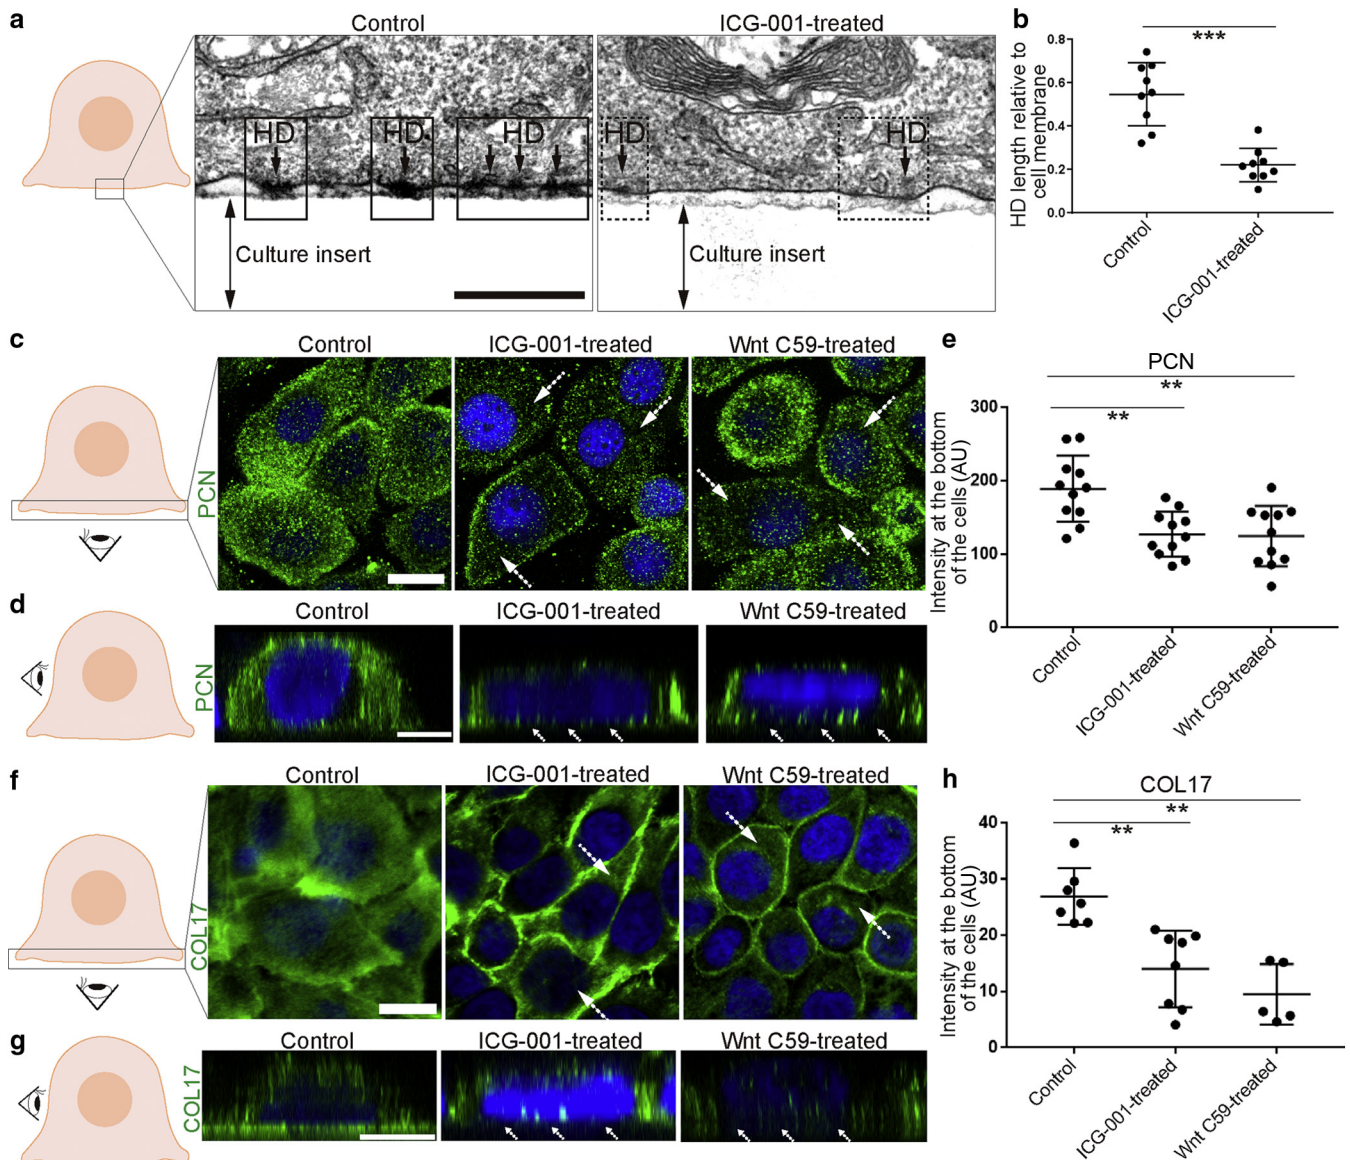 a
Control
ICG-001-treated
HD
HD
HD
HD
HD
Culture insert
Culture insert
b
***
HD length relative to
cell membrane
0.8
0.6
0.4
0.2
0.0
Control
ICG-001-treated
c
Control
ICG-001-treated
Wnt C59-treated
PCN
d
Control
ICG-001-treated
Wnt C59-treated
PCN
e
PCN
**
**
Intensity at the bottom
of the cells (AU)
300
200
100
0
Control
ICG-001-treated
Wnt C59-treated
f
Control
ICG-001-treated
Wnt C59-treated
COL17
g
Control
ICG-001-treated
Wnt C59-treated
COL17
h
COL17
**
**
Intensity at the bottom
of the cells (AU)
40
30
20
10
0
Control
ICG-001-treated
Wnt C59-treated